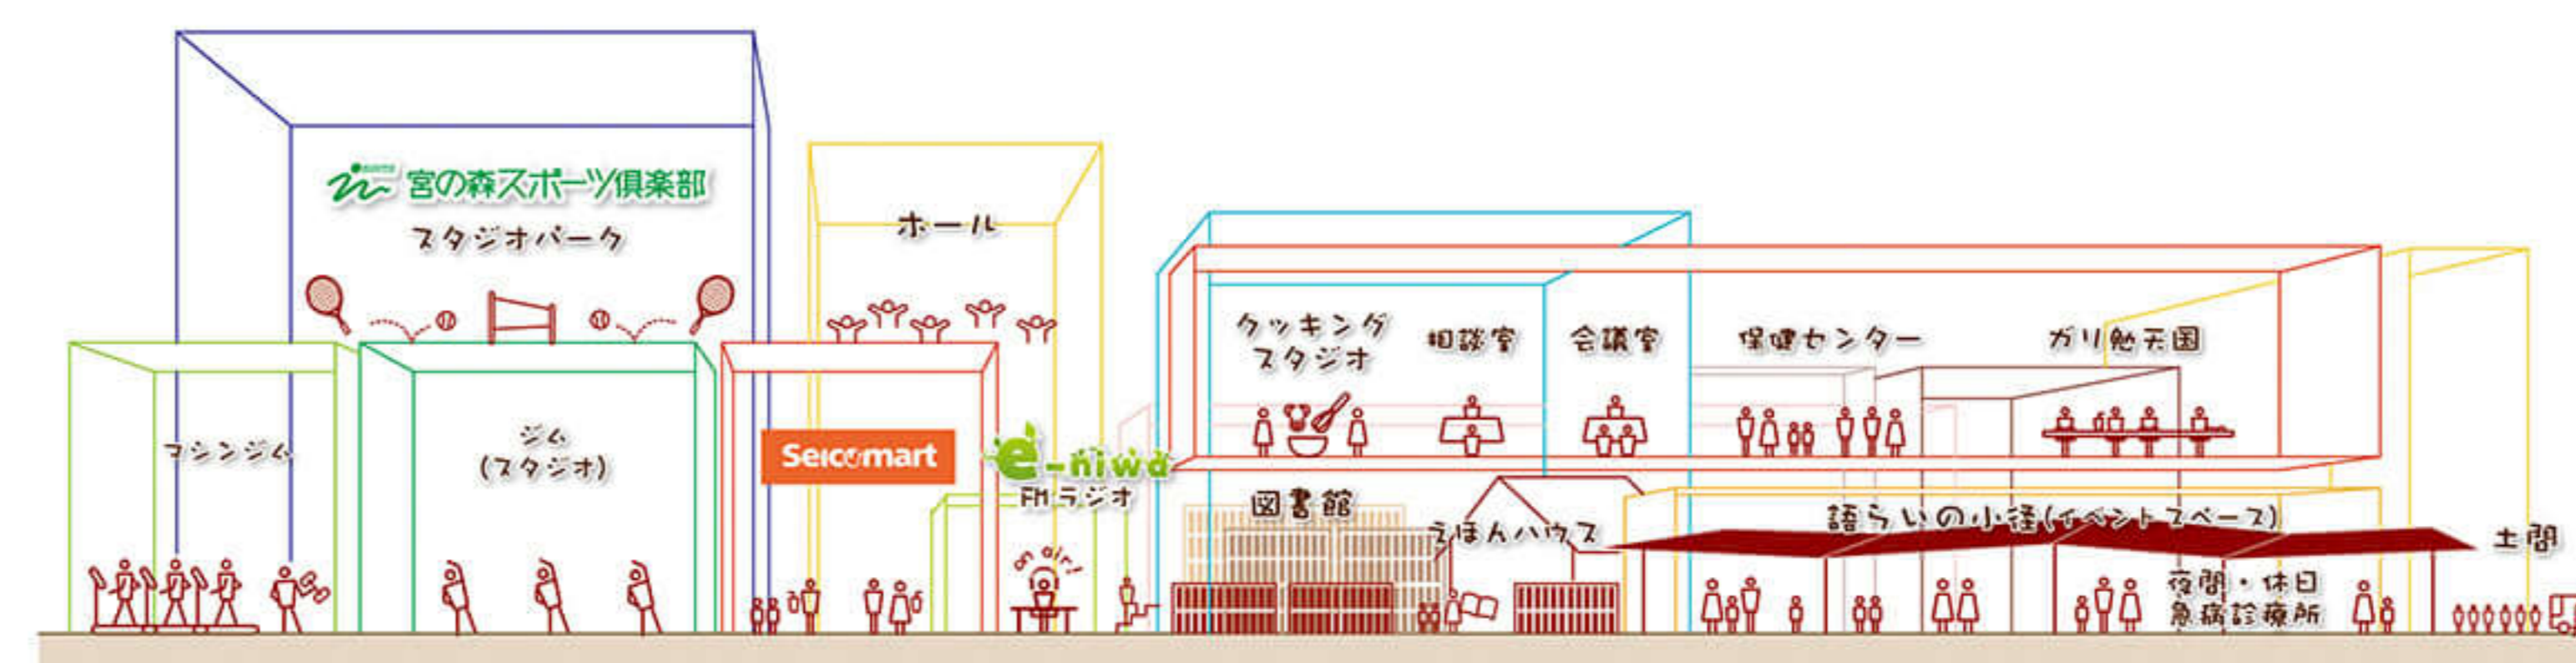 宮の森スポーツ倶楽部
スタジオパーク
ホール
マシンジム
ジム
(スタジオ)
Seicomart
e-niwa
FMラジオ
on air!
クッキング
スタジオ
相談室
会議室
保健センター
ガリ勉天国
図書館
えほんハウス
語らいの小径(イベントスペース)
夜間・休日
急病診療所
土間